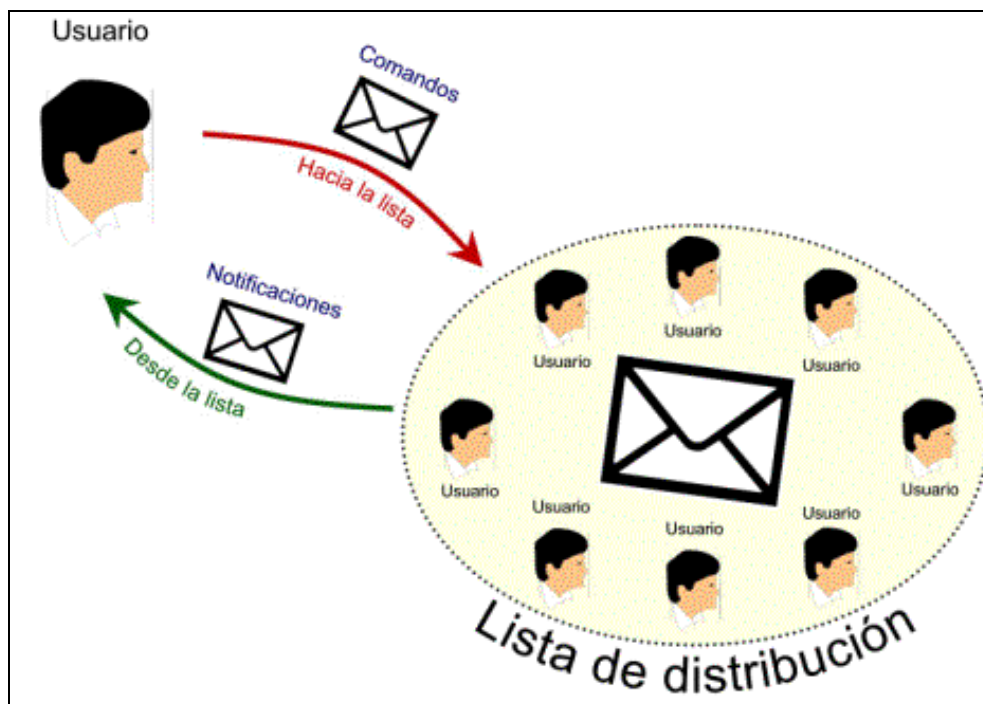 Usuario
Comandos
Hacia la lista
Notificaciones
Desde la lista
Usuario
Usuario
Usuario
Usuario
Usuario
Usuario
Usuario
Usuario
Lista de distribución